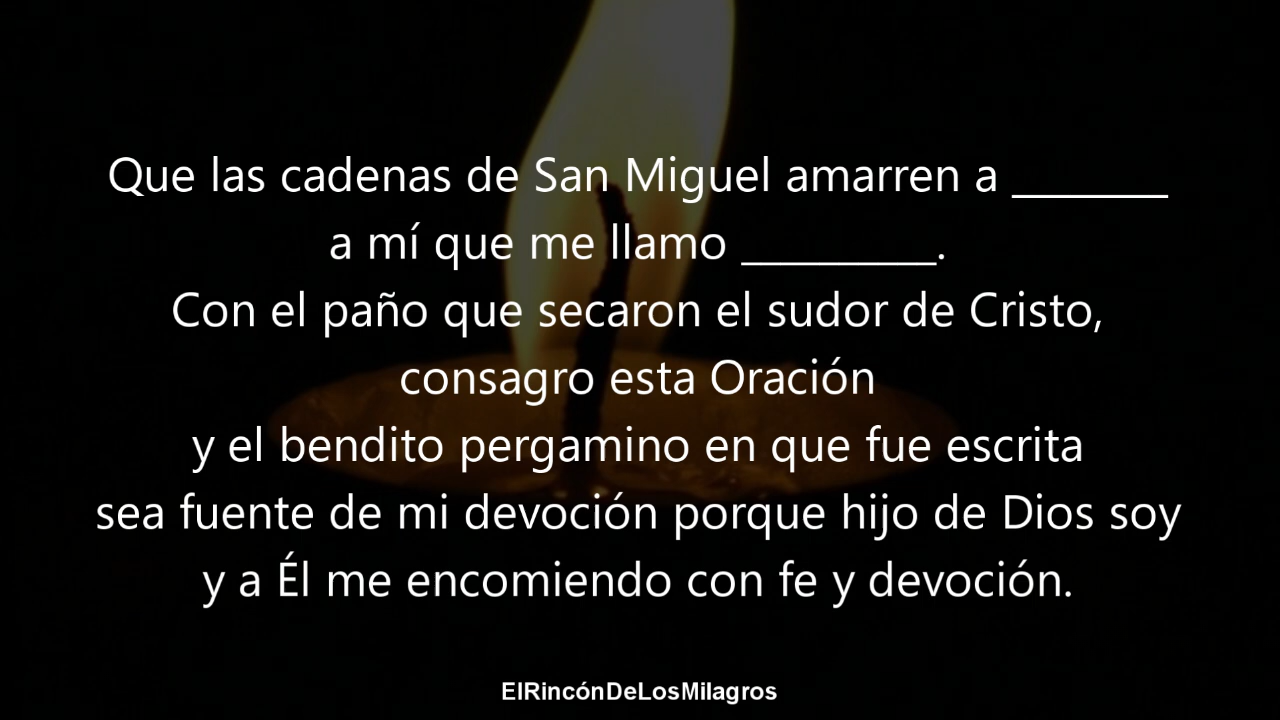 Que las cadenas de San Miguel amarren a ________
a mí que me llamo __________.
Con el paño que secaron el sudor de Cristo,
consagro esta Oración
y el bendito pergamino en que fue escrita
sea fuente de mi devoción porque hijo de Dios soy
y a Él me encomiendo con fe y devoción.
ElRincónDeLosMilagros